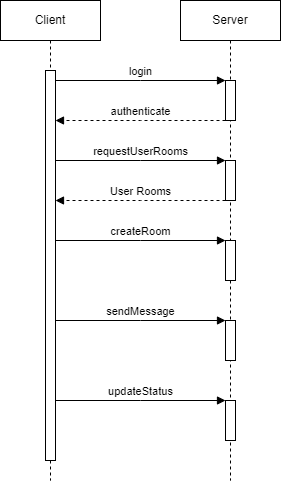 Client
Server
login
authenticate
requestUserRooms
User Rooms
createRoom
sendMessage
updateStatus